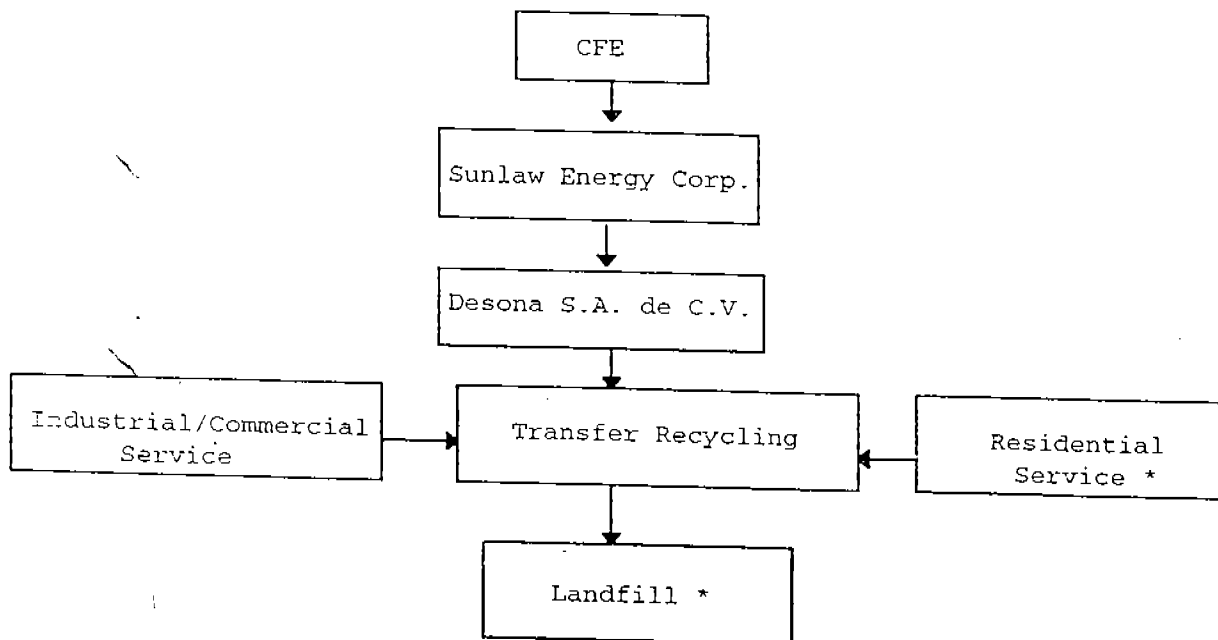 CFE
Sunlaw Energy Corp.
Desona S.A. de C.V.
Industrial/Commercial
Service
Transfer Recycling
Residential
Service *
Landfill *